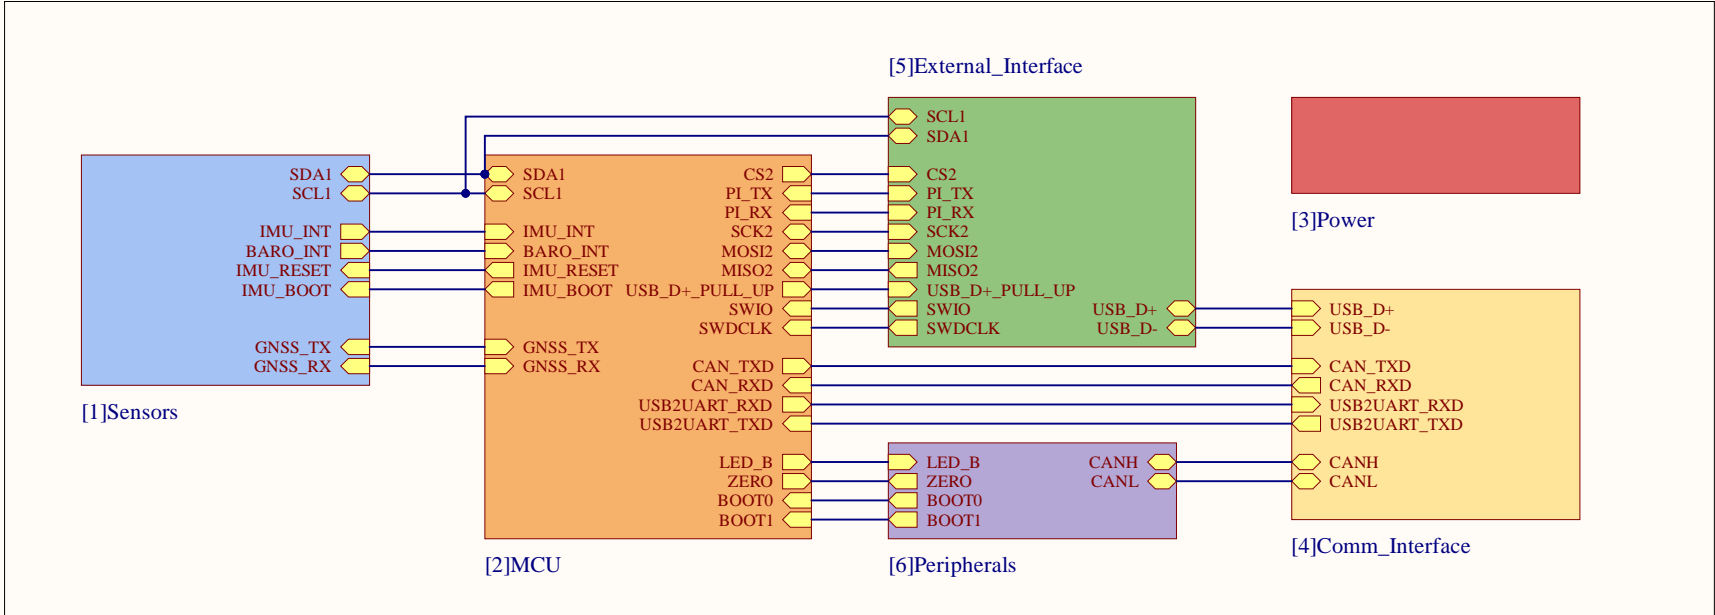 [5]External_Interface
SCL1
SDA1
CS2
PI_TX
PI_RX
SCK2
MOSI2
MISO2
USB_D+_PULL_UP
SWIO
SWDCLK
USB_D+
USB_D-
SDA1
SCL1
IMU_INT
BARO_INT
IMU_RESET
IMU_BOOT
GNSS_TX
GNSS_RX
[1]Sensors
SDA1
SCL1
IMU_INT
BARO_INT
IMU_RESET
IMU_BOOT
GNSS_TX
GNSS_RX
CS2
PI_TX
PI_RX
SCK2
MOSI2
MISO2
USB_D+_PULL_UP
SWIO
SWDCLK
CAN_TXD
CAN_RXD
USB2UART_RXD
USB2UART_TXD
LED_B
ZERO
BOOT0
BOOT1
[2]MCU
[3]Power
USB_D+
USB_D-
CAN_TXD
CAN_RXD
USB2UART_RXD
USB2UART_TXD
CANH
CANL
[4]Comm_Interface
LED_B
ZERO
BOOT0
BOOT1
CANH
CANL
[6]Peripherals